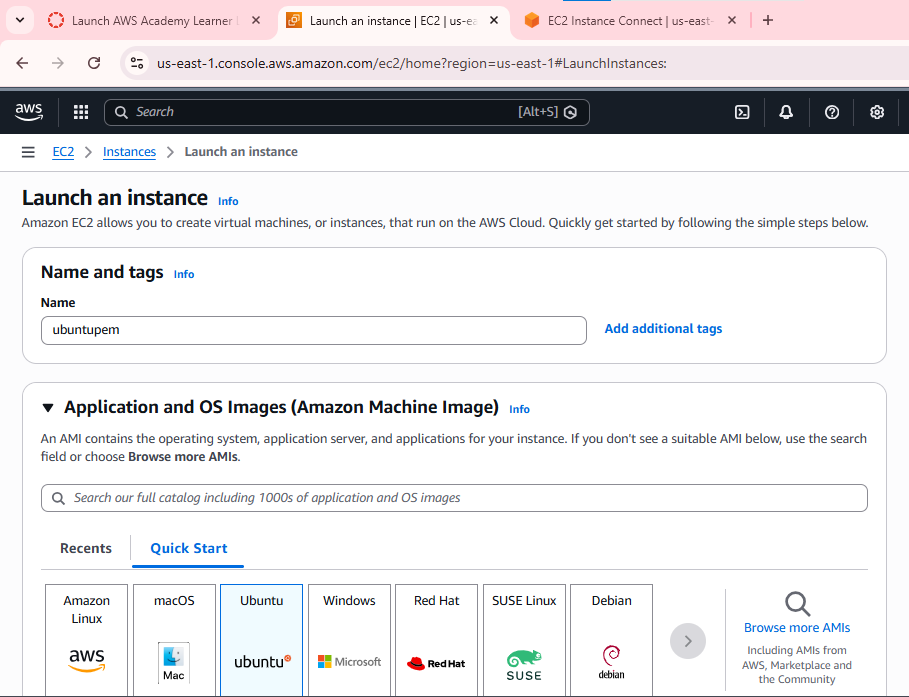 Launch AWS Academy Learner L
Launch an instance | EC2 | us-ea
EC2 Instance Connect | us-east-
us-east-1.console.aws.amazon.com/ec2/home?region=us-east-1#LaunchInstances:
aws
Search
[Alt+S]
EC2 > Instances > Launch an instance
Launch an instance Info
Amazon EC2 allows you to create virtual machines, or instances, that run on the AWS Cloud. Quickly get started by following the simple steps below.
Name and tags Info
Name
ubuntupem
Add additional tags
Application and OS Images (Amazon Machine Image) Info
An AMI contains the operating system, application server, and applications for your instance. If you don't see a suitable AMI below, use the search
field or choose Browse more AMIs.
Search our full catalog including 1000s of application and OS images
Recents
Quick Start
Amazon
Linux
aws
macOS
Mac
Ubuntu
ubuntu
Windows
Microsoft
Red Hat
Red Hat
SUSE Linux
SUSE
Debian
debian
Browse more AMIs
Including AMIs from
AWS, Marketplace and
the Community